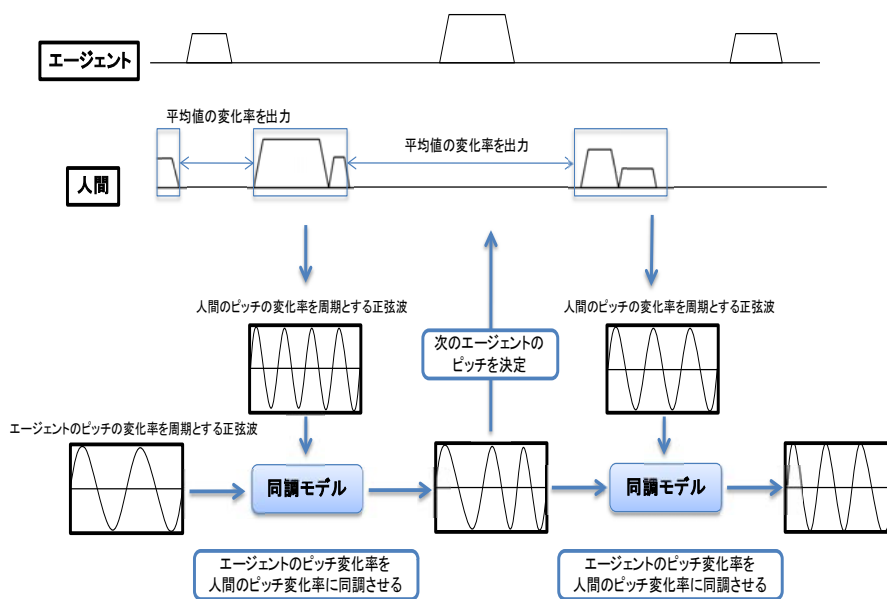 エージェント
平均値の変化率を出力
平均値の変化率を出力
人間
人間のピッチの変化率を周期とする正弦波
人間のピッチの変化率を周期とする正弦波
次のエージェントの
ピッチを決定
エージェントのピッチの変化率を周期とする正弦波
同調モデル
同調モデル
エージェントのピッチ変化率を
人間のピッチ変化率に同調させる
エージェントのピッチ変化率を
人間のピッチ変化率に同調させる